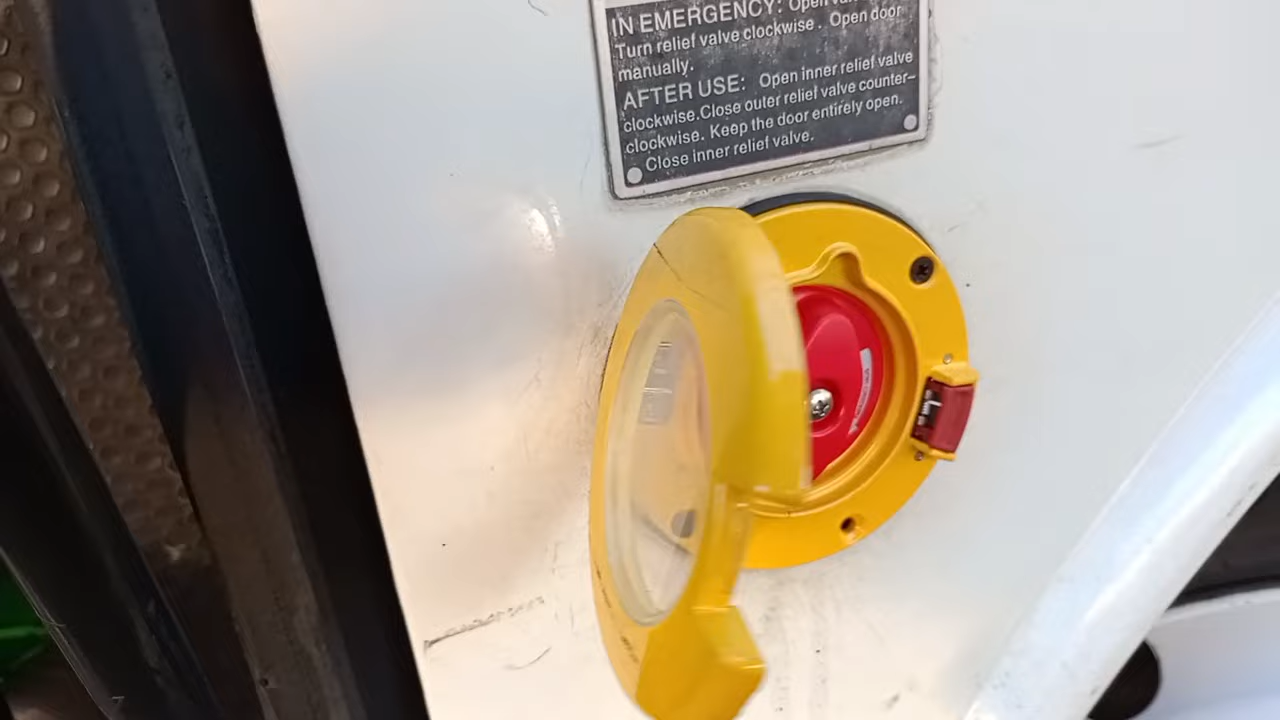 IN EMERGENCY: Open
Turn relief valve clockwise . Open door
manually.
AFTER USE: Open inner relief valve
clockwise.Close outer relief valve counter-
clockwise. Keep the door entirely open.
Close inner relief valve.